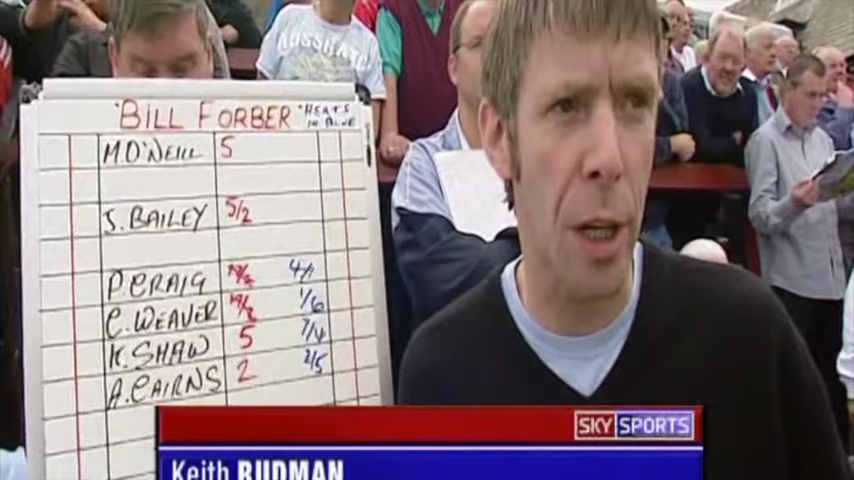 "BILL FORBER" "HEATS IN BLUE"
M.O'NEILL 5
S. BAILEY 5/2
P. CRAIG 4/1
C. WEAVER 1/6
K. SHAW 5 7/4
A. CAIRNS 2 2/5
SKY SPORTS
Keith RUDMAN